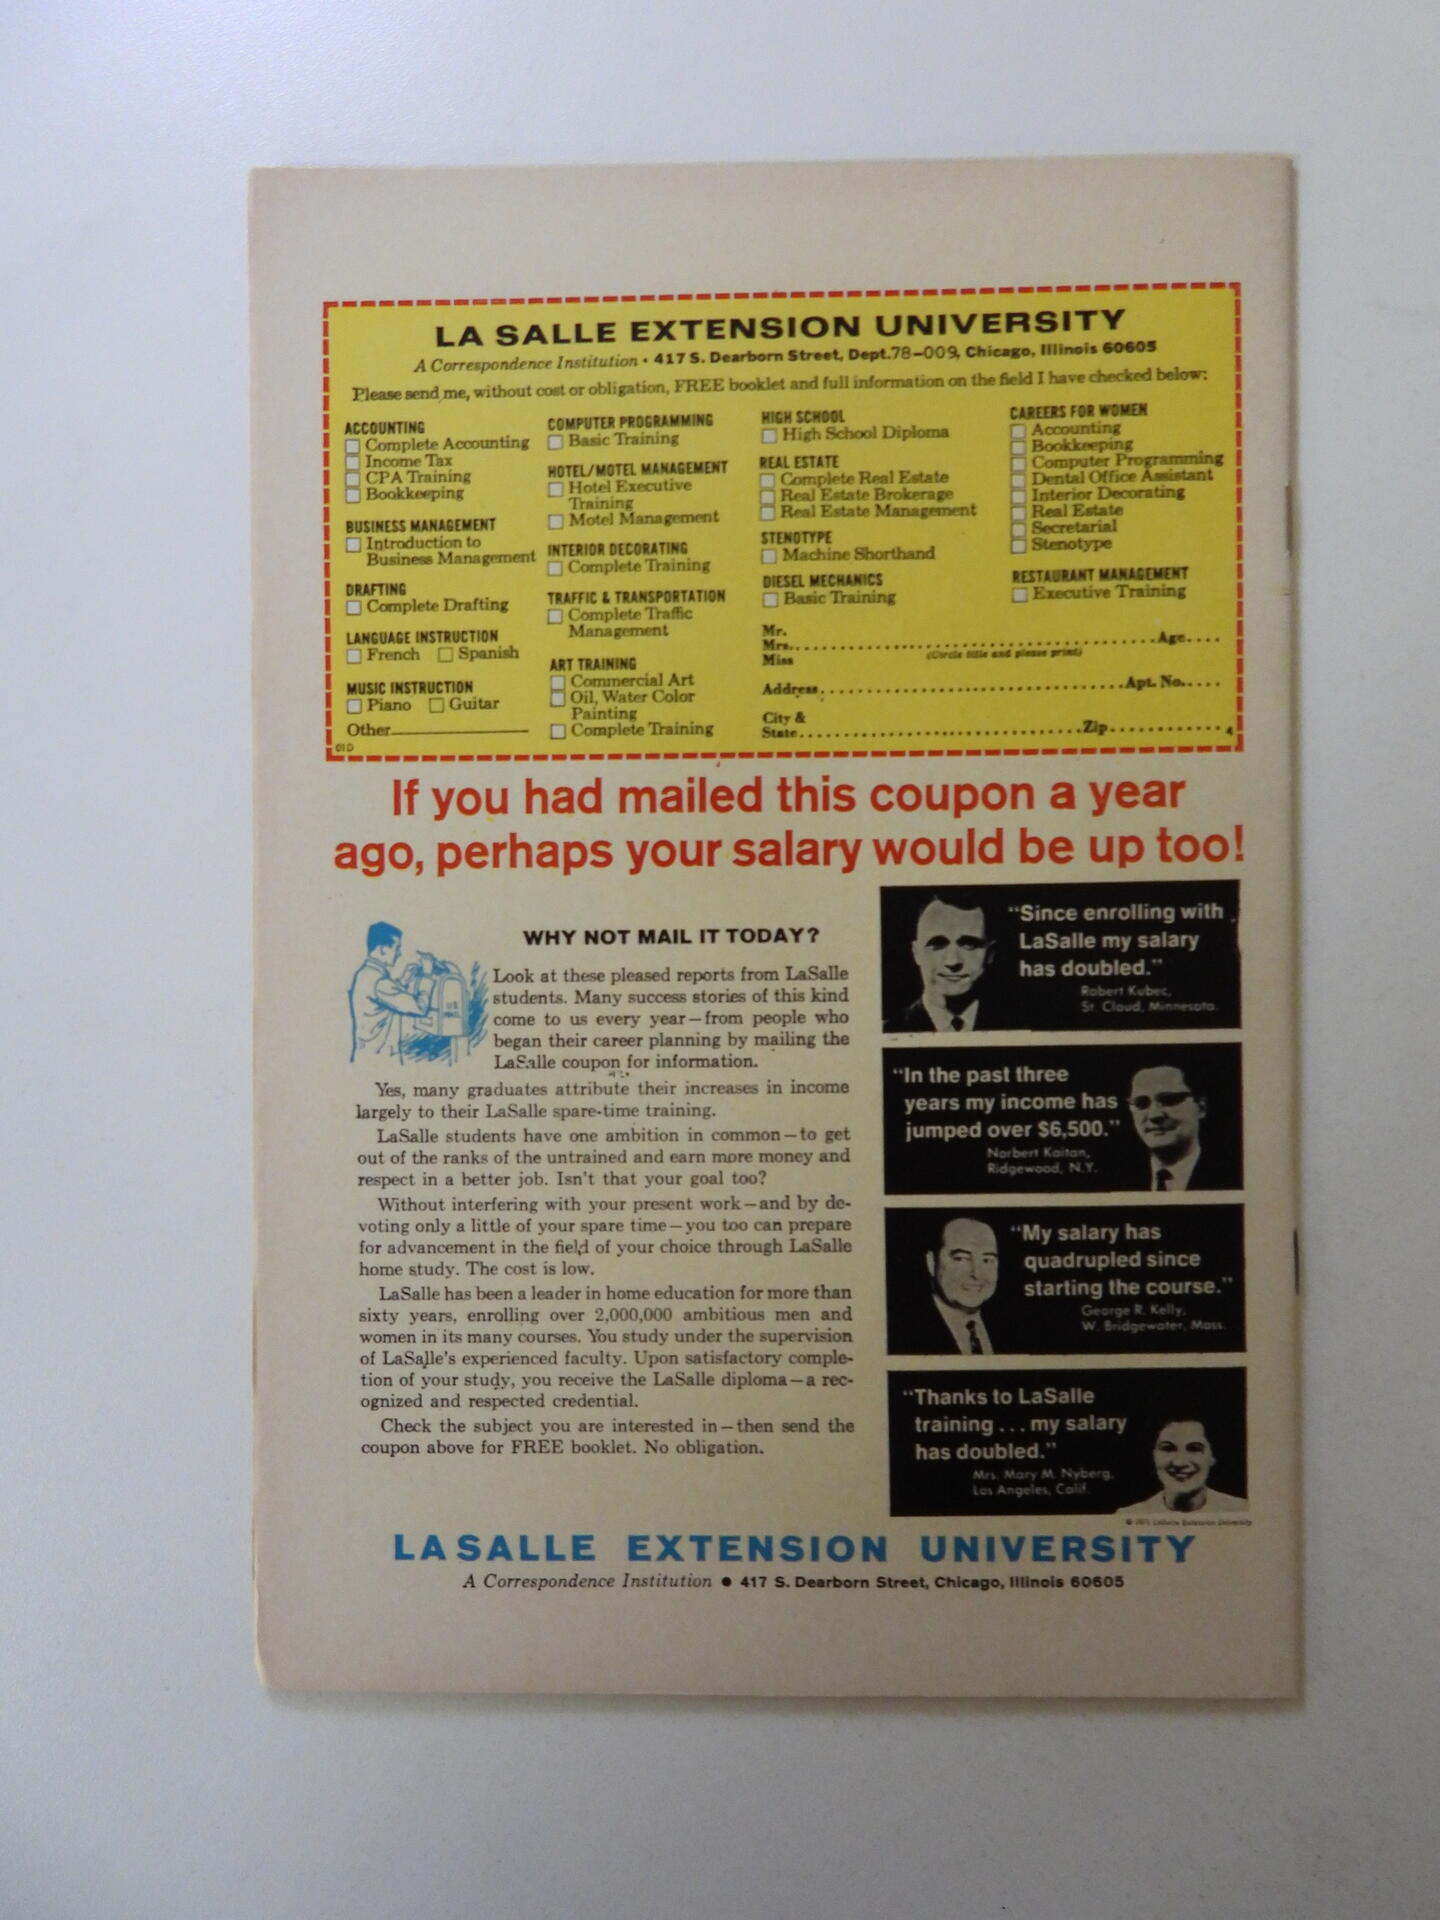 LA SALLE EXTENSION UNIVERSITY
A Correspondence Institution • 417 S. Dearborn Street, Dept.78-009, Chicago, Illinois 60605
Please send me, without cost or obligation, FREE booklet and full information on the field I have checked below:
ACCOUNTING
Complete Accounting
Income Tax
CPA Training
Bookkeeping
BUSINESS MANAGEMENT
Introduction to
Business Management
DRAFTING
Complete Drafting
LANGUAGE INSTRUCTION
French Spanish
MUSIC INSTRUCTION
Piano Guitar
Other
01D
COMPUTER PROGRAMMING
Basic Training
HOTEL/MOTEL MANAGEMENT
Hotel Executive
Training
Motel Management
INTERIOR DECORATING
Complete Training
TRAFFIC & TRANSPORTATION
Complete Traffic
Management
ART TRAINING
Commercial Art
Oil, Water Color
Painting
Complete Training
HIGH SCHOOL
High School Diploma
REAL ESTATE
Complete Real Estate
Real Estate Brokerage
Real Estate Management
STENOTYPE
Machine Shorthand
DIESEL MECHANICS
Basic Training
CAREERS FOR WOMEN
Accounting
Bookkeeping
Computer Programming
Dental Office Assistant
Interior Decorating
Real Estate
Secretarial
Stenotype
RESTAURANT MANAGEMENT
Executive Training
Mr.
Mrs. Age
Miss (Circle title and please print)
Address Apt. No.
City &
State Zip 4
If you had mailed this coupon a year
ago, perhaps your salary would be up too!
WHY NOT MAIL IT TODAY?
U.S.
MAIL
Look at these pleased reports from LaSalle
students. Many success stories of this kind
come to us every year—from people who
began their career planning by mailing the
LaSalle coupon for information.
Yes, many graduates attribute their increases in income
largely to their LaSalle spare-time training.
LaSalle students have one ambition in common—to get
out of the ranks of the untrained and earn more money and
respect in a better job. Isn't that your goal too?
Without interfering with your present work—and by de-
voting only a little of your spare time—you too can prepare
for advancement in the field of your choice through LaSalle
home study. The cost is low.
LaSalle has been a leader in home education for more than
sixty years, enrolling over 2,000,000 ambitious men and
women in its many courses. You study under the supervision
of LaSalle's experienced faculty. Upon satisfactory comple-
tion of your study, you receive the LaSalle diploma—a rec-
ognized and respected credential.
Check the subject you are interested in—then send the
coupon above for FREE booklet. No obligation.
"Since enrolling with
LaSalle my salary
has doubled."
Robert Kubec,
St. Cloud, Minnesota.
"In the past three
years my income has
jumped over $6,500."
Norbert Kaitan,
Ridgewood, N.Y.
"My salary has
quadrupled since
starting the course."
George R. Kelly,
W. Bridgewater, Mass.
"Thanks to LaSalle
training ... my salary
has doubled."
Mrs. Mary M. Nyberg,
Los Angeles, Calif.
© 1971 LaSalle Extension University
LASALLE EXTENSION UNIVERSITY
A Correspondence Institution • 417 S. Dearborn Street, Chicago, Illinois 60605